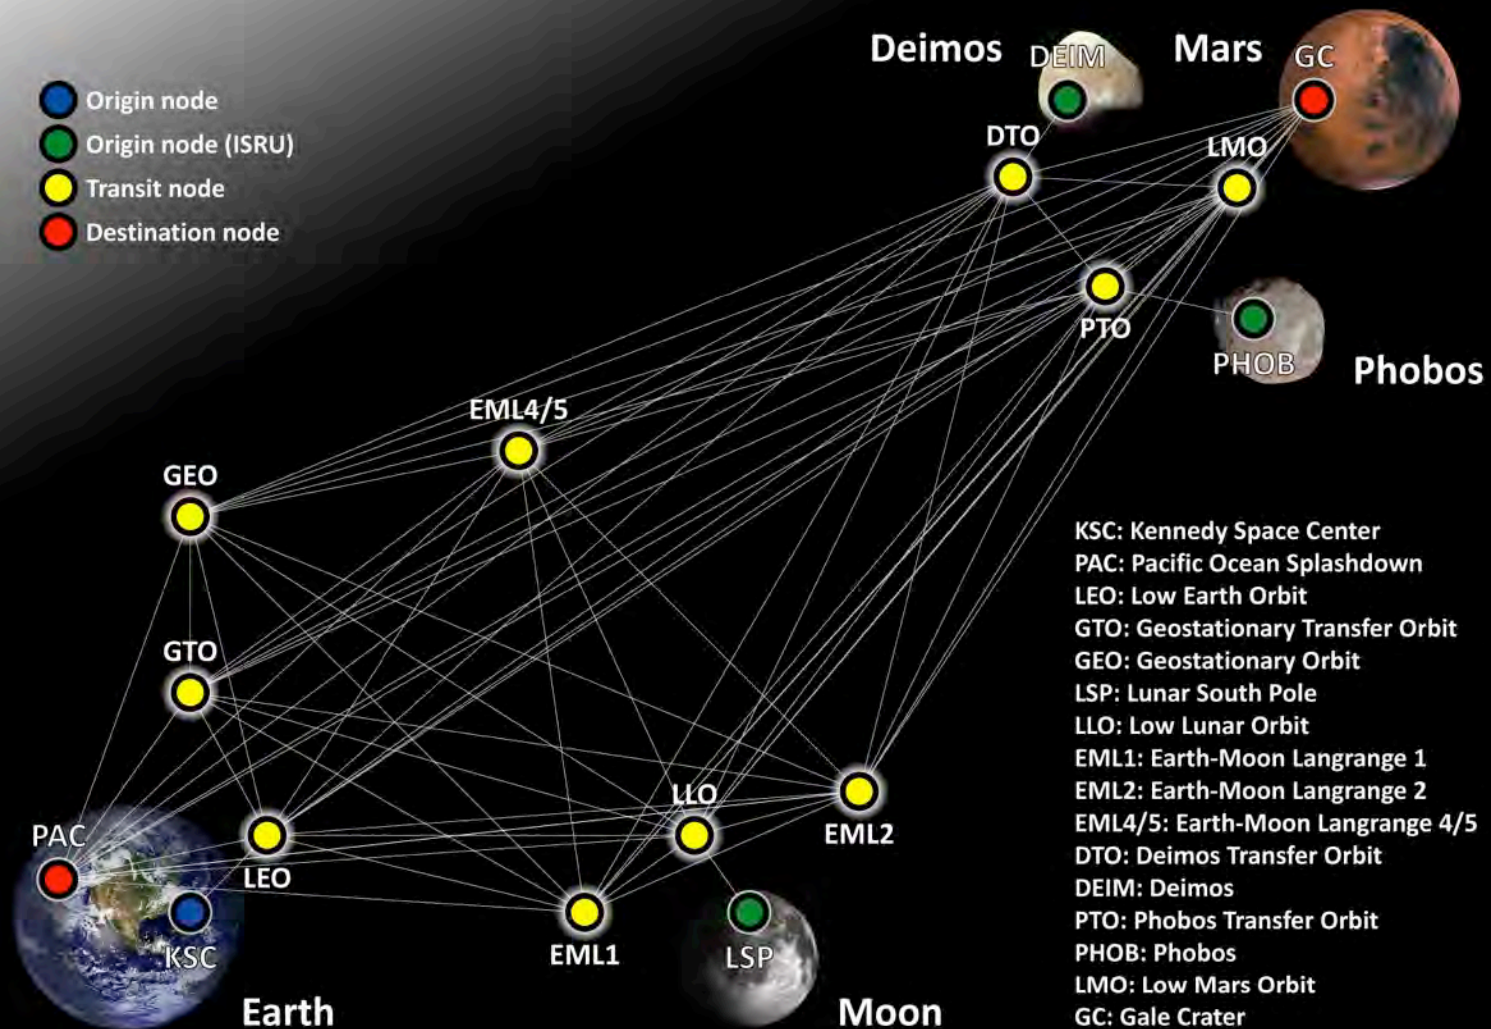 Deimos
DEIM
Mars
GC
Origin node
Origin node (ISRU)
Transit node
Destination node
DTO
LMO
PTO
PHOB
Phobos
EML4/5
GEO
GTO
LLO
EML2
PAC
LEO
KSC
EML1
LSP
Earth
Moon
KSC: Kennedy Space Center
PAC: Pacific Ocean Splashdown
LEO: Low Earth Orbit
GTO: Geostationary Transfer Orbit
GEO: Geostationary Orbit
LSP: Lunar South Pole
LLO: Low Lunar Orbit
EML1: Earth-Moon Langrange 1
EML2: Earth-Moon Langrange 2
EML4/5: Earth-Moon Langrange 4/5
DTO: Deimos Transfer Orbit
DEIM: Deimos
PTO: Phobos Transfer Orbit
PHOB: Phobos
LMO: Low Mars Orbit
GC: Gale Crater